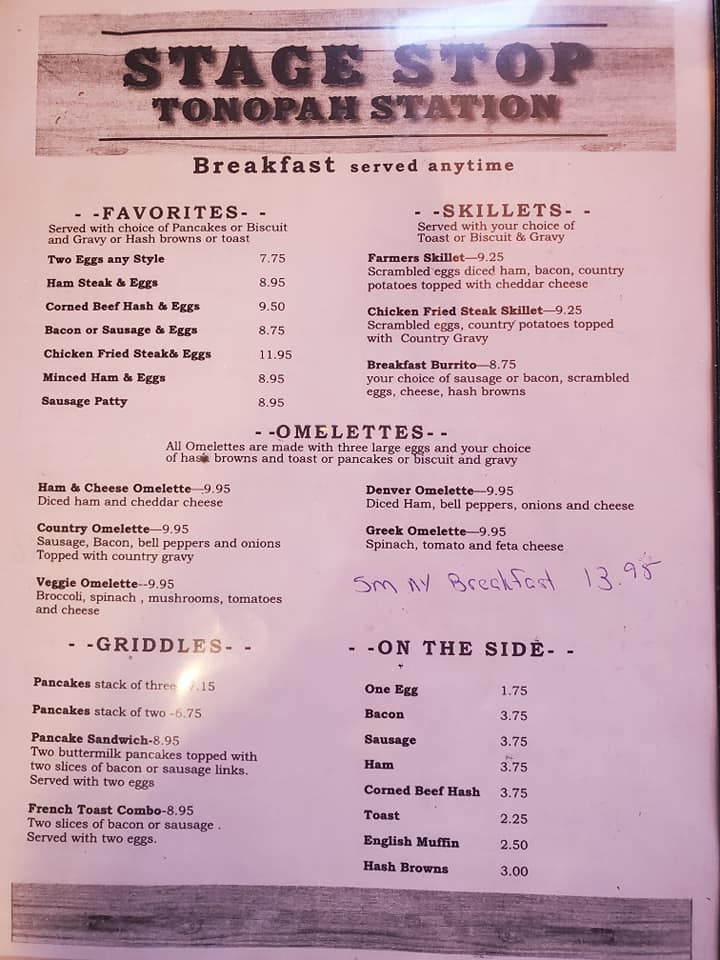 STAGE STOP
TONOPAH STATION
Breakfast served anytime
- -FAVORITES- -
Served with choice of Pancakes or Biscuit
and Gravy or Hash browns or toast
Two Eggs any Style 7.75
Ham Steak & Eggs 8.95
Corned Beef Hash & Eggs 9.50
Bacon or Sausage & Eggs 8.75
Chicken Fried Steak& Eggs 11.95
Minced Ham & Eggs 8.95
Sausage Patty 8.95
- -SKILLETS- -
Served with your choice of
Toast or Biscuit & Gravy
Farmers Skillet—9.25
Scrambled eggs diced ham, bacon, country
potatoes topped with cheddar cheese
Chicken Fried Steak Skillet—9.25
Scrambled eggs, country potatoes topped
with Country Gravy
Breakfast Burrito—8.75
your choice of sausage or bacon, scrambled
eggs, cheese, hash browns
- -OMELETTES- -
All Omelettes are made with three large eggs and your choice
of hash browns and toast or pancakes or biscuit and gravy
Ham & Cheese Omelette—9.95
Diced ham and cheddar cheese
Country Omelette—9.95
Sausage, Bacon, bell peppers and onions
Topped with country gravy
Veggie Omelette--9.95
Broccoli, spinach , mushrooms, tomatoes
and cheese
Denver Omelette—9.95
Diced Ham, bell peppers, onions and cheese
Greek Omelette—9.95
Spinach, tomato and feta cheese
Sm NY Breakfast 13.95
- -GRIDDLES- -
Pancakes stack of three 7.15
Pancakes stack of two -6.75
Pancake Sandwich-8.95
Two buttermilk pancakes topped with
two slices of bacon or sausage links.
Served with two eggs
French Toast Combo-8.95
Two slices of bacon or sausage .
Served with two eggs.
- -ON THE SIDE- -
One Egg 1.75
Bacon 3.75
Sausage 3.75
Ham 3.75
Corned Beef Hash 3.75
Toast 2.25
English Muffin 2.50
Hash Browns 3.00